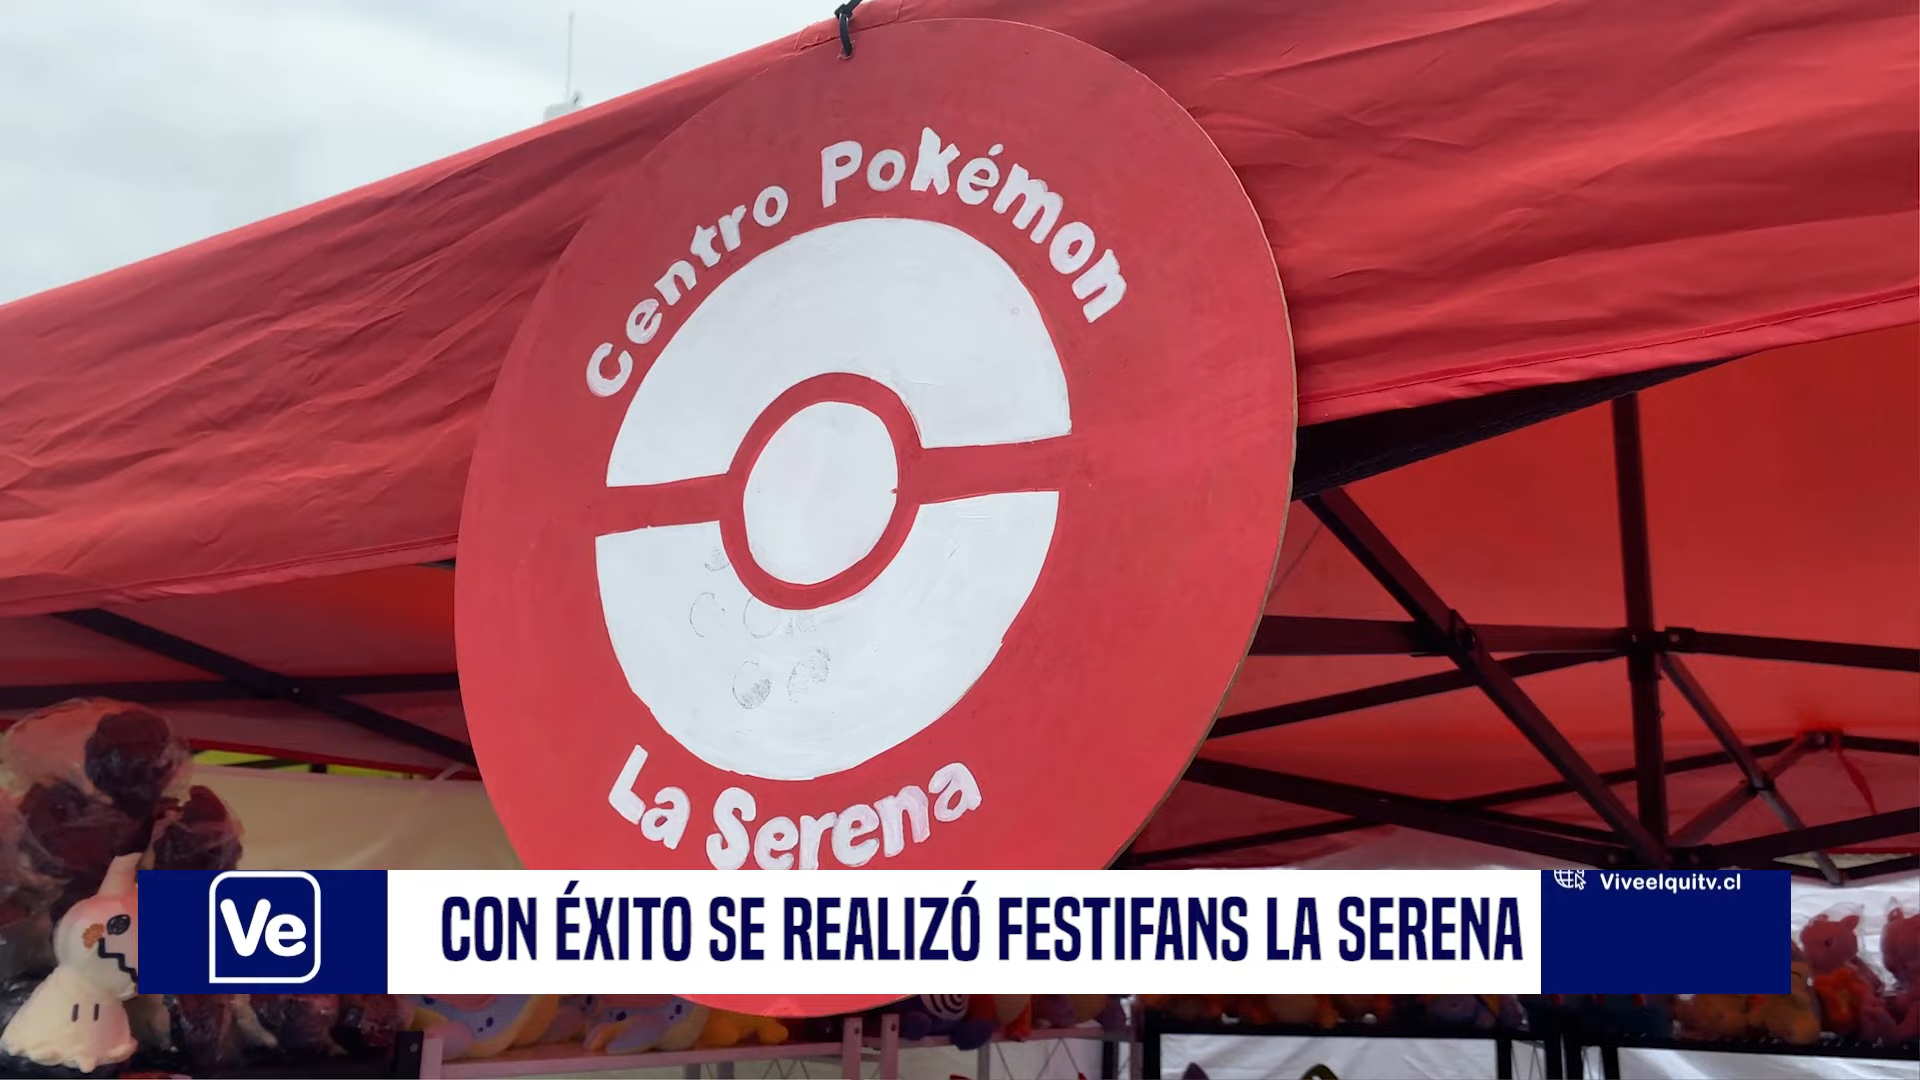 Centro Pokémon
La Serena
Ve
CON ÉXITO SE REALIZÓ FESTIFANS LA SERENA
Viveelquitv.cl